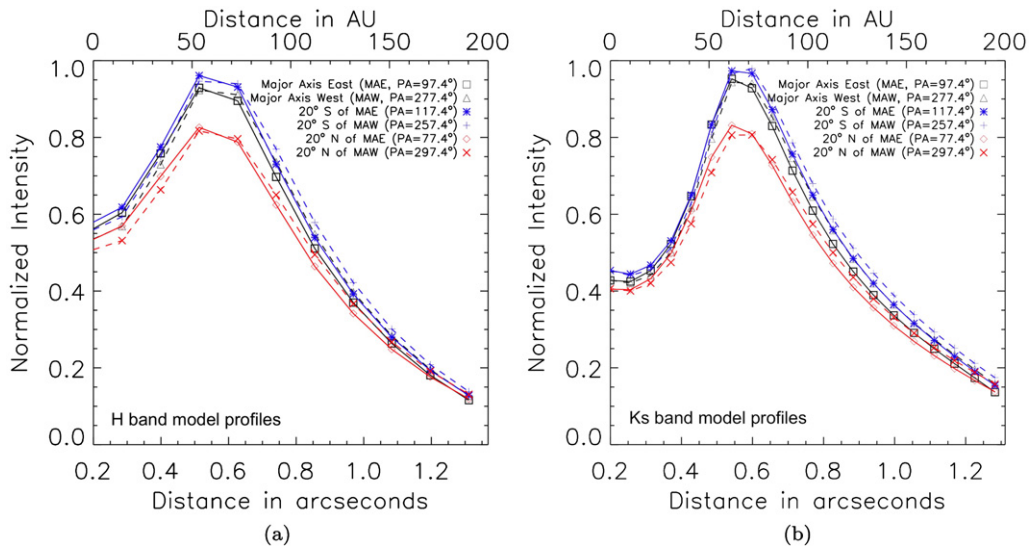 Distance in AU
0 50 100 150 200
1.0
0.8
0.6
0.4
0.2
0.0
Normalized Intensity
Major Axis East (MAE, PA=97.4°)
Major Axis West (MAW, PA=277.4°)
20° S of MAE (PA=117.4°)
20° S of MAW (PA=257.4°)
20° N of MAE (PA=77.4°)
20° N of MAW (PA=297.4°)
H band model profiles
0.2 0.4 0.6 0.8 1.0 1.2
Distance in arcseconds
(a)
Distance in AU
0 50 100 150 200
1.0
0.8
0.6
0.4
0.2
0.0
Normalized Intensity
Major Axis East (MAE, PA=97.4°)
Major Axis West (MAW, PA=277.4°)
20° S of MAE (PA=117.4°)
20° S of MAW (PA=257.4°)
20° N of MAE (PA=77.4°)
20° N of MAW (PA=297.4°)
Ks band model profiles
0.2 0.4 0.6 0.8 1.0 1.2
Distance in arcseconds
(b)